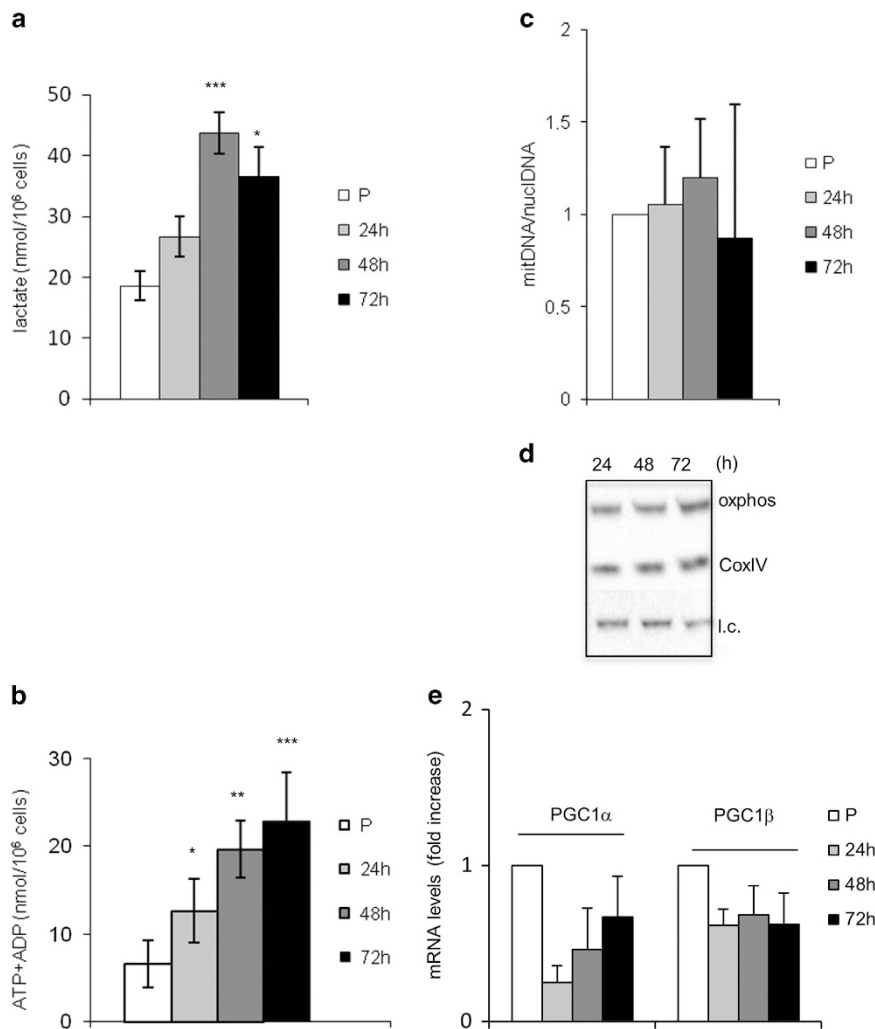 a
lactate (nmol/10⁶ cells)
50
40
30
20
10
0
***
*
P
24h
48h
72h
c
mitDNA/nuclDNA
2
1.5
1
0.5
0
P
24h
48h
72h
d
24 48 72 (h)
oxphos
CoxIV
l.c.
b
ATP+ADP (nmol/10⁶ cells)
30
20
10
0
*
**
***
P
24h
48h
72h
e
mRNA levels (fold increase)
2
1
0
PGC1α
PGC1β
P
24h
48h
72h